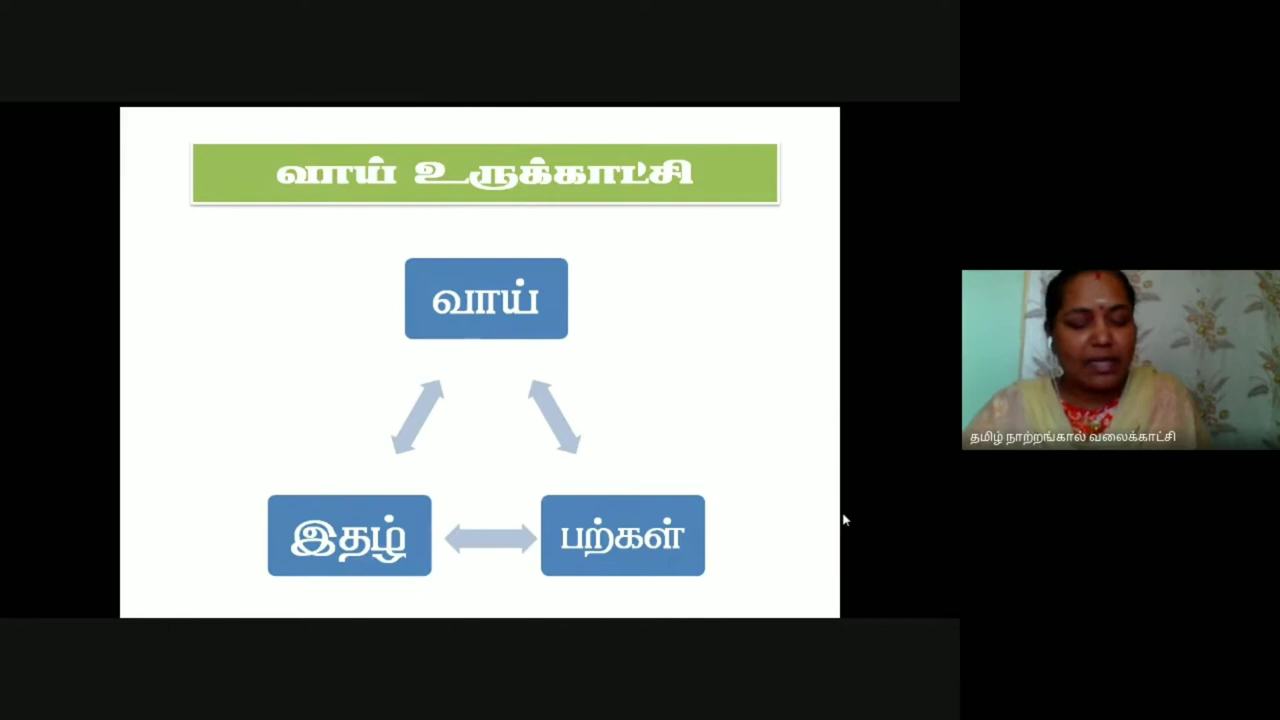 வாய் உருக்காட்சி
வாய்
இதழ்
பற்கள்
தமிழ் நாற்றங்கால் வலைக்காட்சி